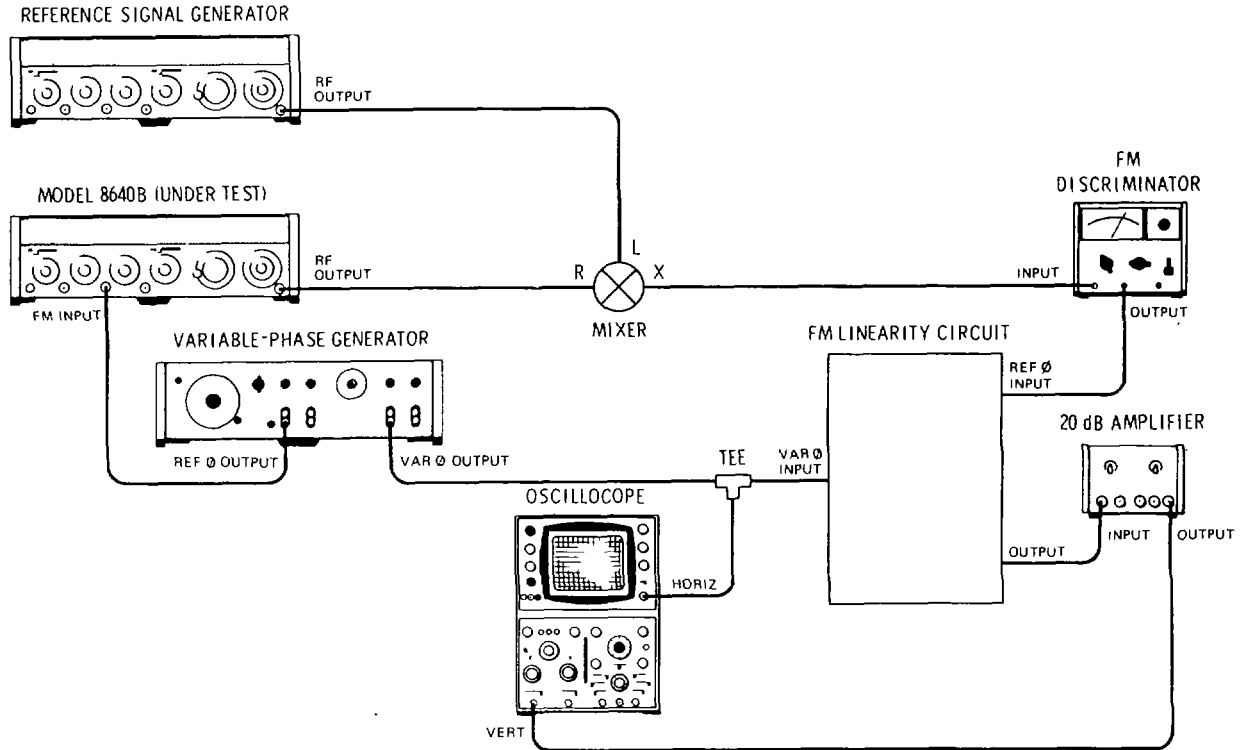 REFERENCE SIGNAL GENERATOR
RF
OUTPUT
MODEL 8640B (UNDER TEST)
RF
OUTPUT
FM INPUT
L
R
X
MIXER
FM
DISCRIMINATOR
INPUT
OUTPUT
VARIABLE-PHASE GENERATOR
REF Ø OUTPUT
VAR Ø OUTPUT
FM LINEARITY CIRCUIT
REF Ø
INPUT
TEE
VAR Ø
INPUT
OUTPUT
20 dB AMPLIFIER
INPUT
OUTPUT
OSCILLOCOPE
HORIZ
VERT